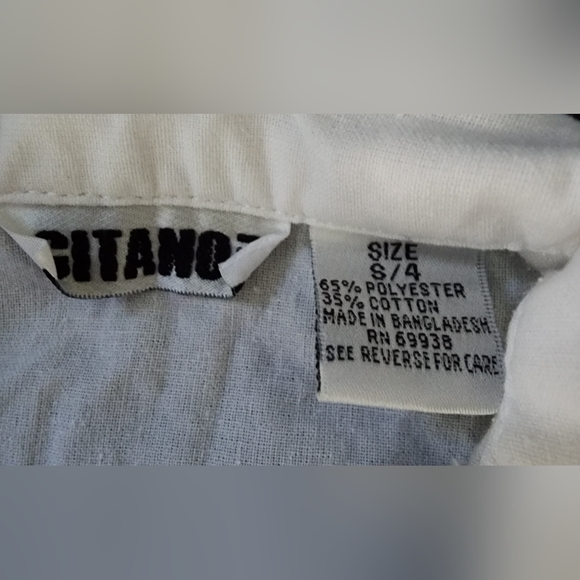 GITANO
SIZE
S/4
65% POLYESTER
35% COTTON
MADE IN BANGLADESH
RN 69938
SEE REVERSE FOR CARE